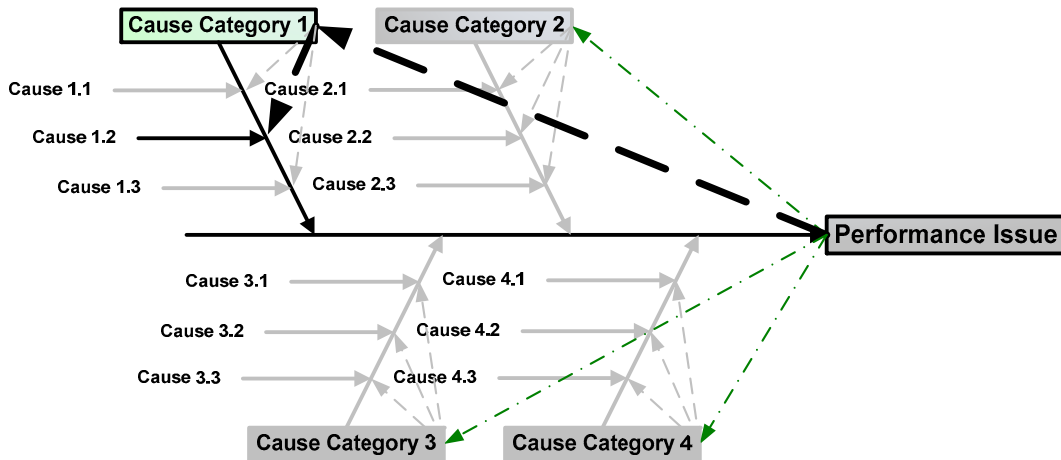 Cause Category 1
Cause Category 2
Cause 1.1
Cause 2.1
Cause 1.2
Cause 2.2
Cause 1.3
Cause 2.3
Performance Issue
Cause 3.1
Cause 4.1
Cause 3.2
Cause 4.2
Cause 3.3
Cause 4.3
Cause Category 3
Cause Category 4